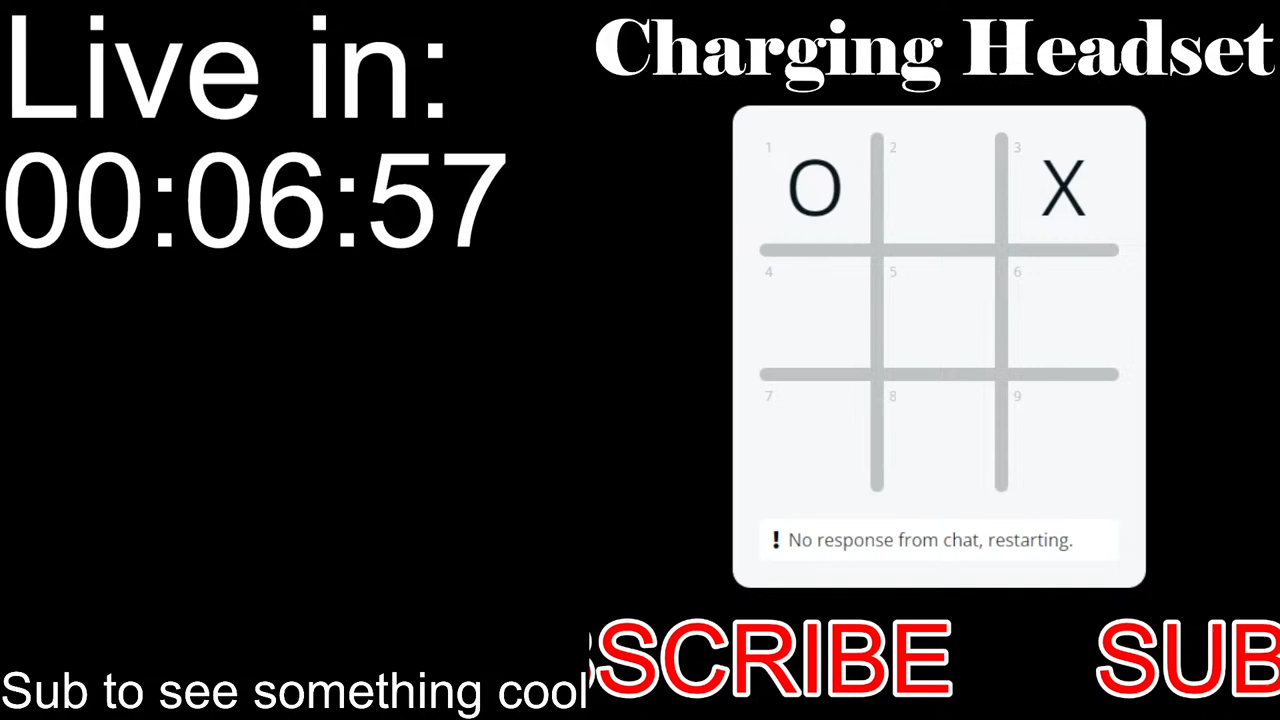 Live in:
00:06:57
Charging Headset
1 2 3
O X
4 5 6
7 8 9
! No response from chat, restarting.
Sub to see something cool
SCRIBE SUB